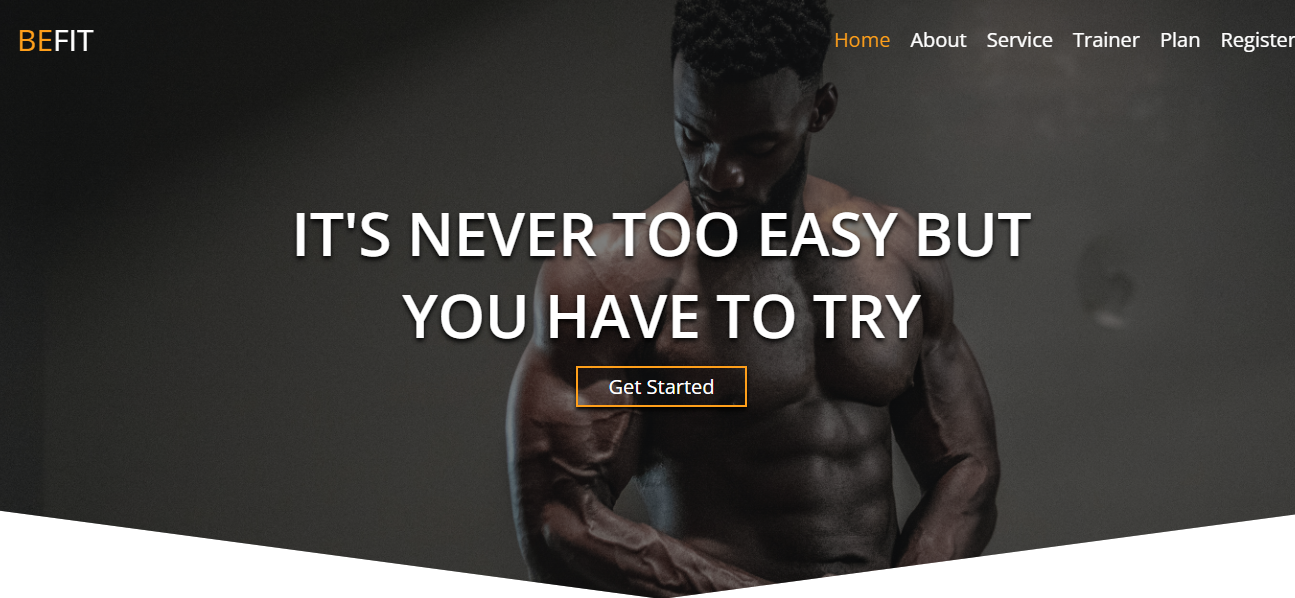 BEFIT
Home About Service Trainer Plan Register
IT'S NEVER TOO EASY BUT
YOU HAVE TO TRY
Get Started